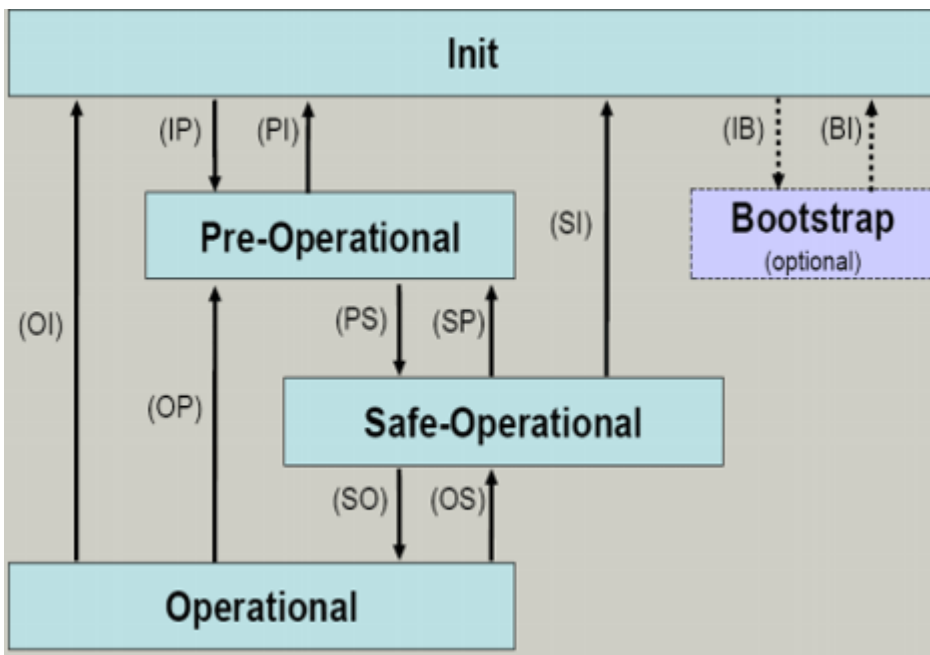 Init
(IP)
(PI)
(IB)
(BI)
Pre-Operational
(SI)
Bootstrap
(optional)
(OI)
(PS)
(SP)
(OP)
Safe-Operational
(SO)
(OS)
Operational